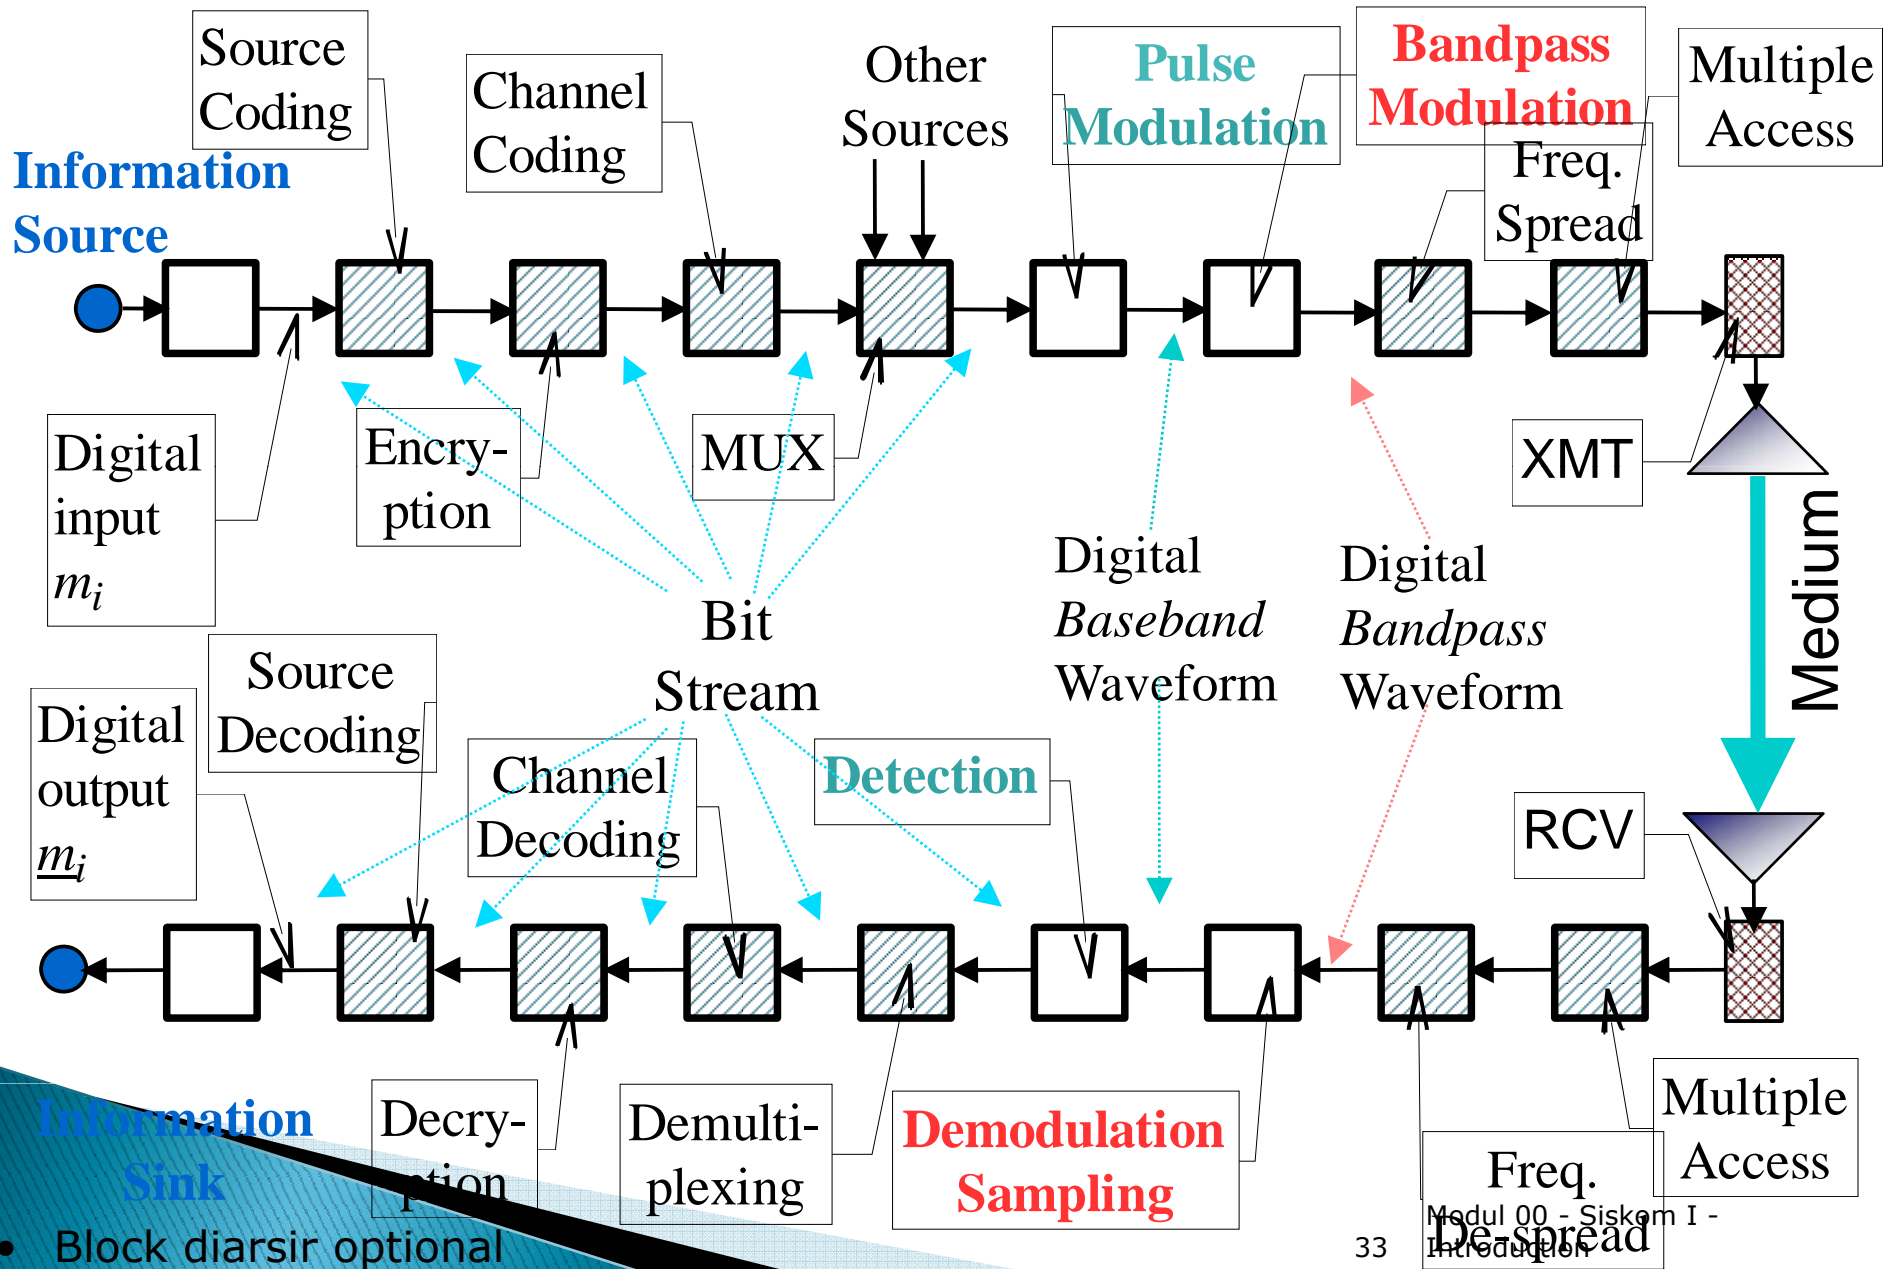 Source
Coding
Channel
Coding
Other
Sources
Pulse
Modulation
Bandpass
Modulation
Multiple
Access
Freq.
Spread
Information
Source
Digital
input
mi
Encry-
ption
MUX
XMT
Medium
Bit
Stream
Digital
Baseband
Waveform
Digital
Bandpass
Waveform
Source
Decoding
Digital
output
mi
Channel
Decoding
Detection
RCV
Information
Sink
Decry-
ption
Demulti-
plexing
Demodulation
Sampling
Freq.
De-spread
Multiple
Access
• Block diarsir optional
33
Modul 00 - Siskom I -
Introduction